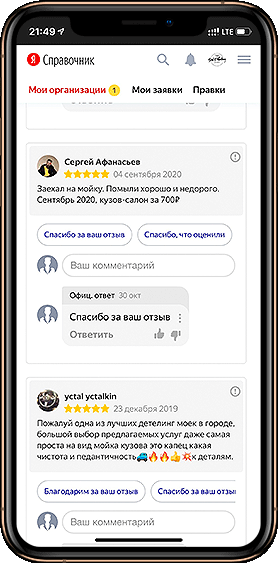 21:49
LTE
Я Справочник
Мои организации 1 Мои заявки Правки
Сергей Афанасьев
04 сентября 2020
Заехал на мойку. Помыли хорошо и недорого.
Сентябрь 2020, кузов-салон за 700₽
Спасибо за ваш отзыв Спасибо, что оценили
Ваш комментарий
Офиц. ответ 30 окт
Спасибо за ваш отзыв
Ответить
yctal yctalkin
23 декабря 2019
Пожалуй одна из лучших детелинг моек в городе,
большой выбор предлагаемых услуг даже самая
проста на вид мойка кузова это капец какая
чистота и педантичность🚙🔥🔥👍💥к деталям.
Благодарим за ваш отзыв Спасибо за ваш отзыв
Ваш комментарий